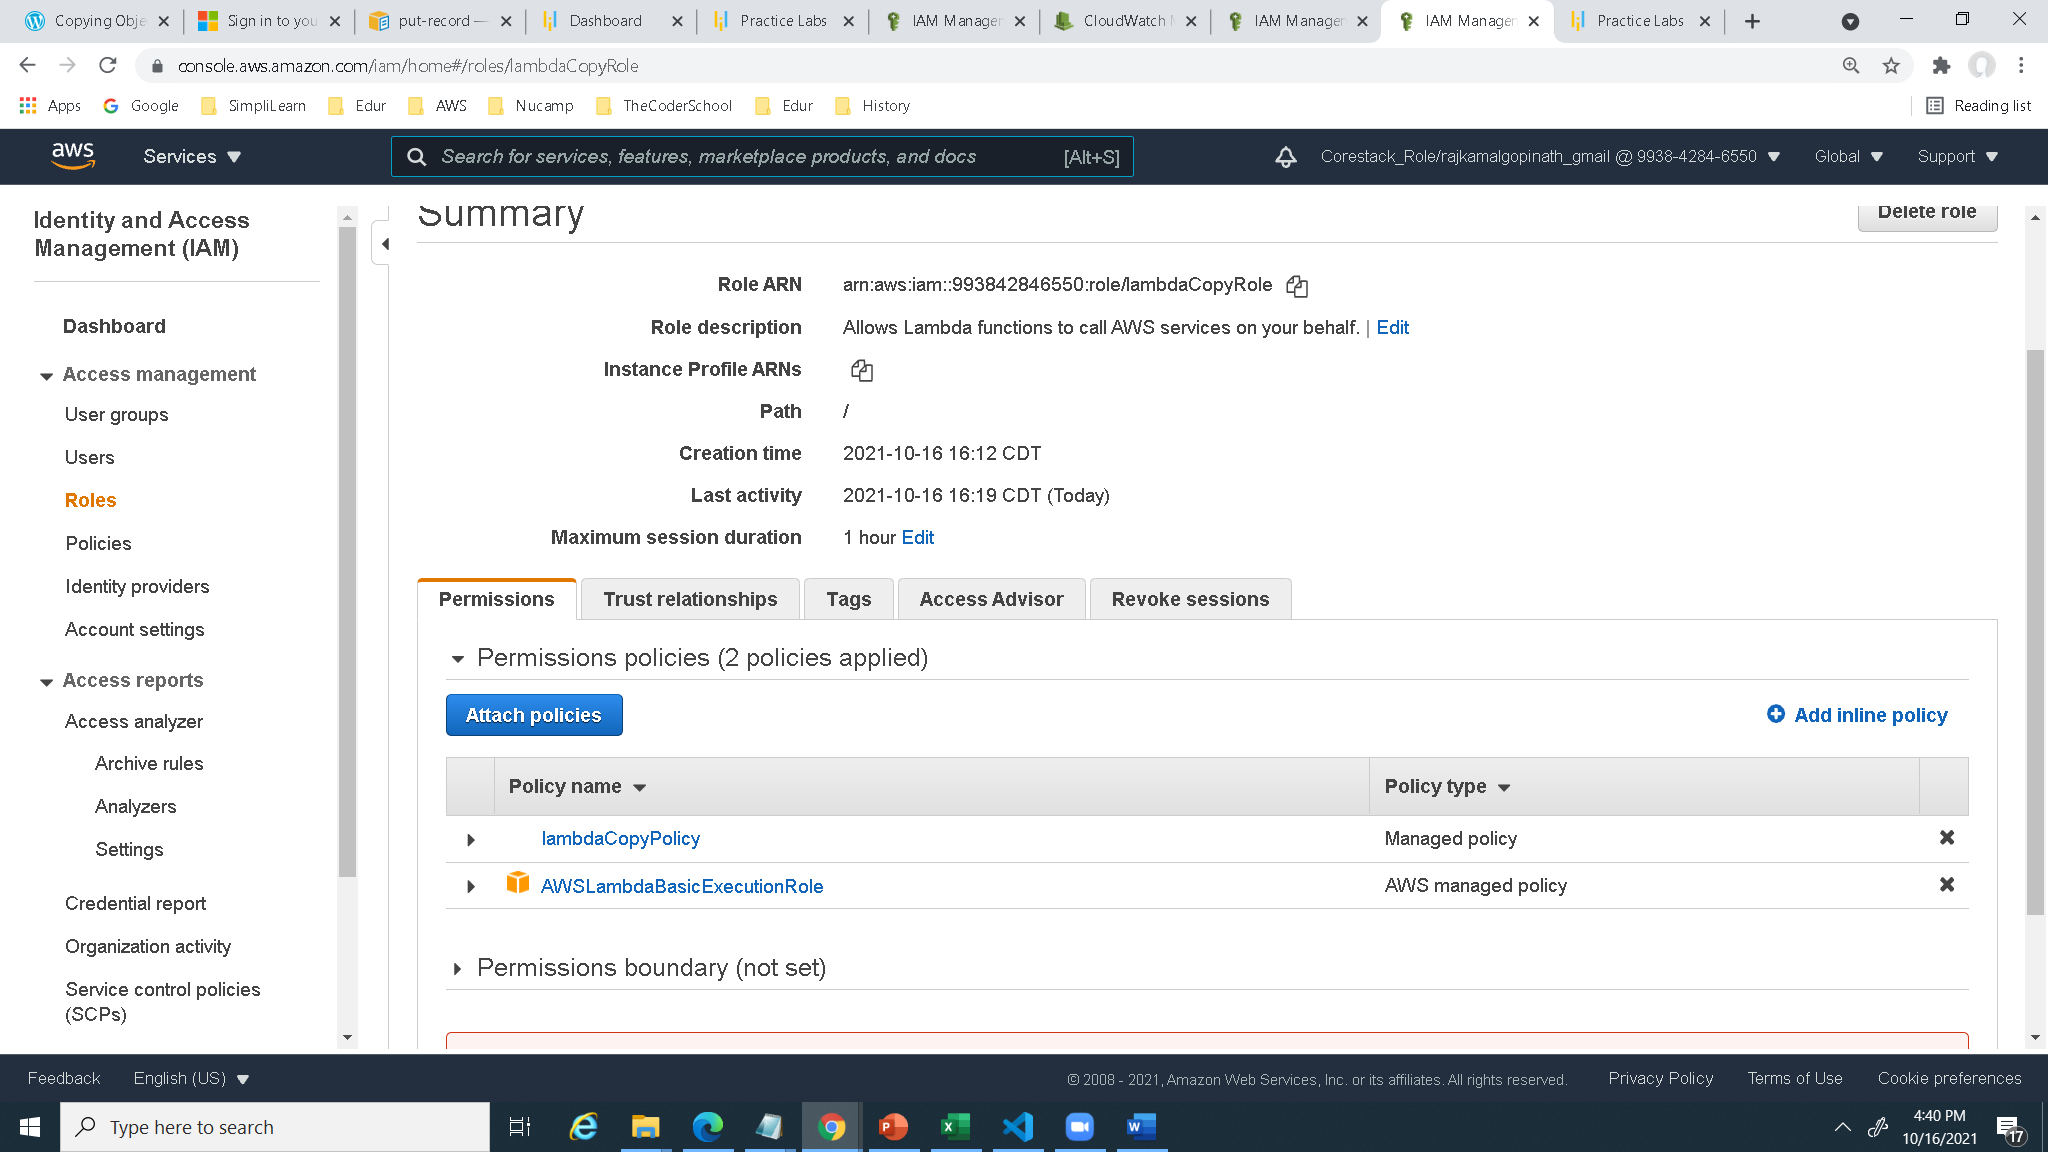 Copying Obje
Sign in to you
put-record —
Dashboard
Practice Labs
IAM Manager
CloudWatch M
IAM Manager
IAM Manager
Practice Labs
console.aws.amazon.com/iam/home#/roles/lambdaCopyRole
Apps
Google
SimpliLearn
Edur
AWS
Nucamp
TheCoderSchool
Edur
History
Reading list
aws
Services
Search for services, features, marketplace products, and docs
[Alt+S]
Corestack_Role/rajkamalgopinath_gmail @ 9938-4284-6550
Global
Support
Identity and Access
Management (IAM)
Dashboard
Access management
User groups
Users
Roles
Policies
Identity providers
Account settings
Access reports
Access analyzer
Archive rules
Analyzers
Settings
Credential report
Organization activity
Service control policies
(SCPs)
Summary
Delete role
Role ARN arn:aws:iam::993842846550:role/lambdaCopyRole
Role description Allows Lambda functions to call AWS services on your behalf. | Edit
Instance Profile ARNs
Path /
Creation time 2021-10-16 16:12 CDT
Last activity 2021-10-16 16:19 CDT (Today)
Maximum session duration 1 hour Edit
Permissions
Trust relationships
Tags
Access Advisor
Revoke sessions
Permissions policies (2 policies applied)
Attach policies
Add inline policy
Policy name Policy type
lambdaCopyPolicy Managed policy
AWSLambdaBasicExecutionRole AWS managed policy
Permissions boundary (not set)
Feedback
English (US)
© 2008 - 2021, Amazon Web Services, Inc. or its affiliates. All rights reserved.
Privacy Policy
Terms of Use
Cookie preferences
Type here to search
4:40 PM
10/16/2021
17